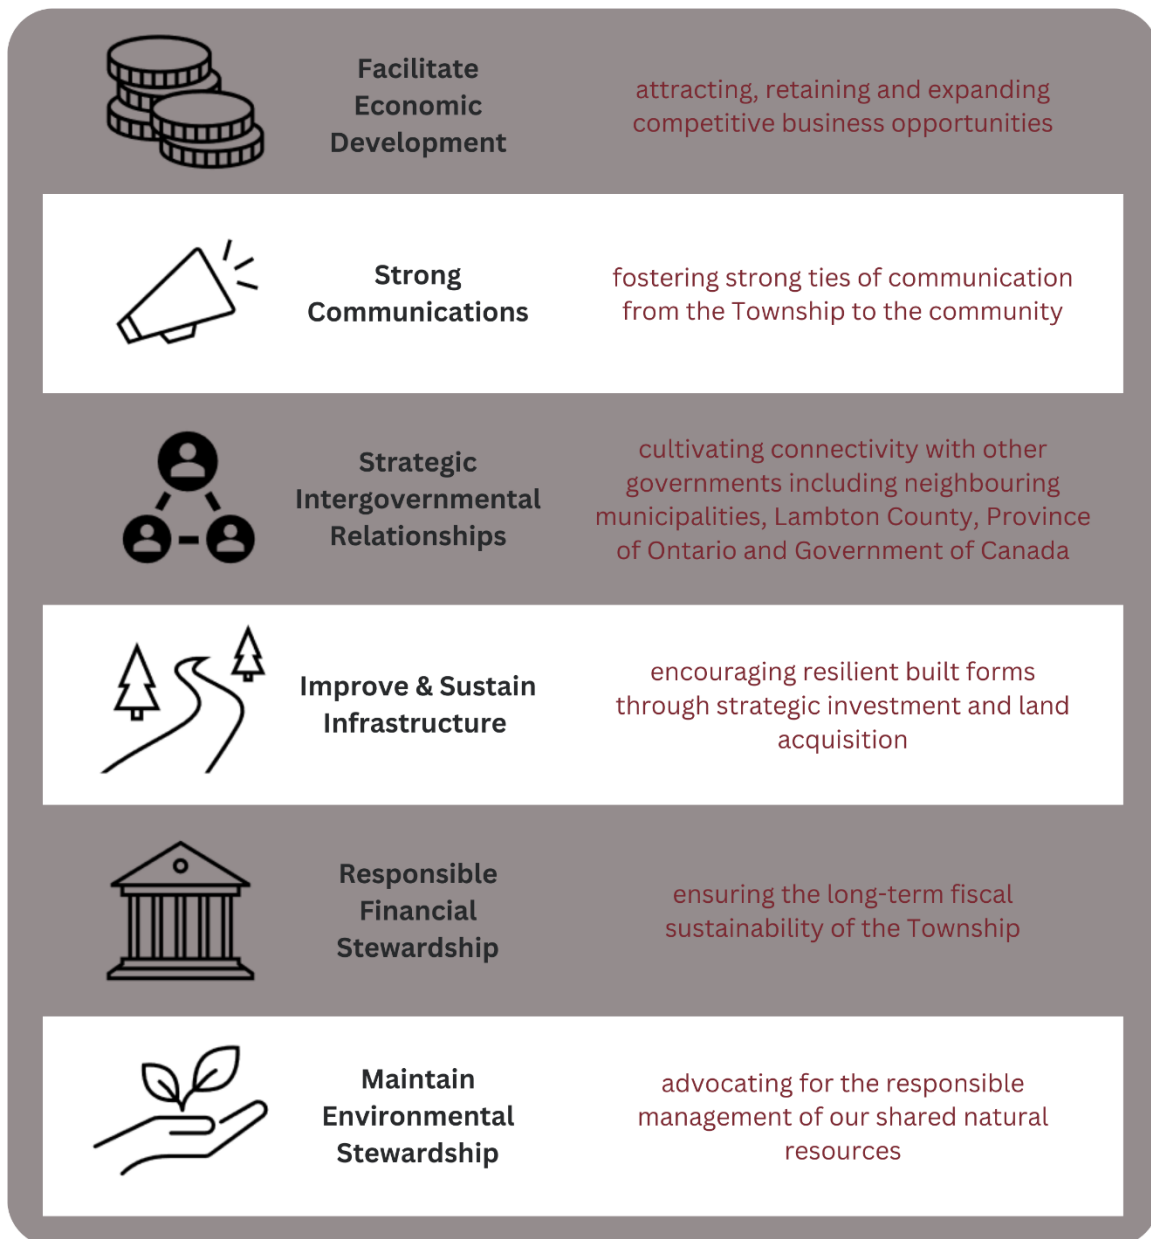 Facilitate
Economic
Development
attracting, retaining and expanding
competitive business opportunities
Strong
Communications
fostering strong ties of communication
from the Township to the community
Strategic
Intergovernmental
Relationships
cultivating connectivity with other
governments including neighbouring
municipalities, Lambton County, Province
of Ontario and Government of Canada
Improve & Sustain
Infrastructure
encouraging resilient built forms
through strategic investment and land
acquisition
Responsible
Financial
Stewardship
ensuring the long-term fiscal
sustainability of the Township
Maintain
Environmental
Stewardship
advocating for the responsible
management of our shared natural
resources